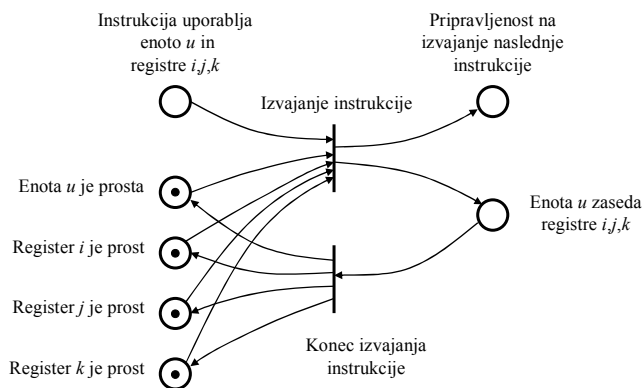 Instrukcija uporablja
enoto u in
registre i,j,k
Pripravljenost na
izvajanje naslednje
instrukcije
Izvajanje instrukcije
Enota u je prosta
Enota u zaseda
registre i,j,k
Register i je prost
Register j je prost
Register k je prost
Konec izvajanja
instrukcije